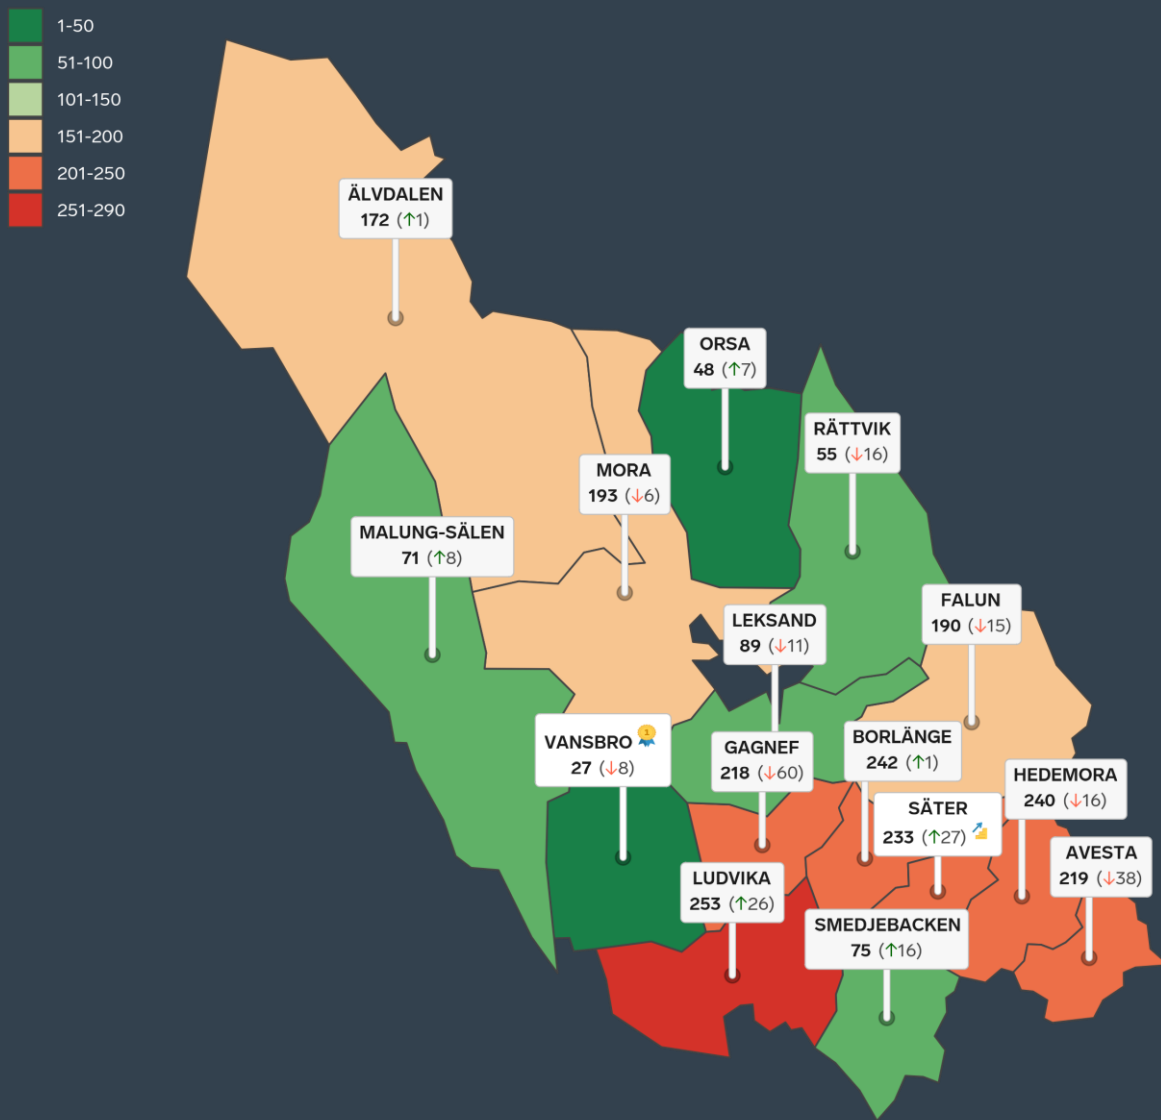 1-50
51-100
101-150
151-200
201-250
251-290
ÄLVDALEN
172 (↑1)
ORSA
48 (↑7)
RÄTTVIK
55 (↓16)
MORA
193 (↓6)
MALUNG-SÄLEN
71 (↑8)
FALUN
190 (↓15)
LEKSAND
89 (↓11)
VANSBRO 1
27 (↓8)
GAGNEF
218 (↓60)
BORLÄNGE
242 (↑1)
HEDEMORA
240 (↓16)
SÄTER
233 (↑27)
AVESTA
219 (↓38)
LUDVIKA
253 (↑26)
SMEDJEBACKEN
75 (↑16)